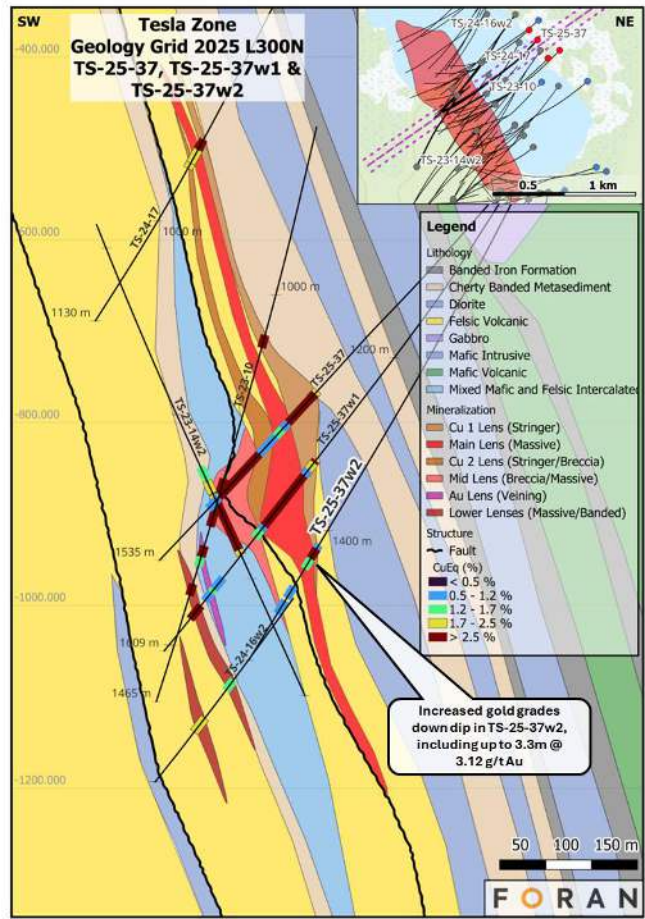 SW
Tesla Zone
Geology Grid 2025 L300N
TS-25-37, TS-25-37w1 &
TS-25-37w2
NE
TS-24-16w2
TS-25-37
TS-24-17
TS-23-10
TS-23-14w2
0.5
1 km
-400.000
-600.000
-800.000
-1000.000
-1200.000
TS-24-17
1000 m
1130 m
1000 m
1200 m
TS-23-10
TS-25-37
TS-23-14w2
TS-25-37w1
TS-25-37w2
1400 m
1535 m
1609 m
1465 m
TS-24-16w2
Legend
Lithology
Banded Iron Formation
Cherty Banded Metasediment
Diorite
Felsic Volcanic
Gabbro
Mafic Intrusive
Mafic Volcanic
Mixed Mafic and Felsic Intercalated
Mineralization
Cu 1 Lens (Stringer)
Main Lens (Massive)
Cu 2 Lens (Stringer/Breccia)
Mid Lens (Breccia/Massive)
Au Lens (Veining)
Lower Lenses (Massive/Banded)
Structure
Fault
CuEq (%)
< 0.5 %
0.5 - 1.2 %
1.2 - 1.7 %
1.7 - 2.5 %
> 2.5 %
Increased gold grades
down dip in TS-25-37w2,
including up to 3.3m @
3.12 g/t Au
50 100 150 m
FORAN